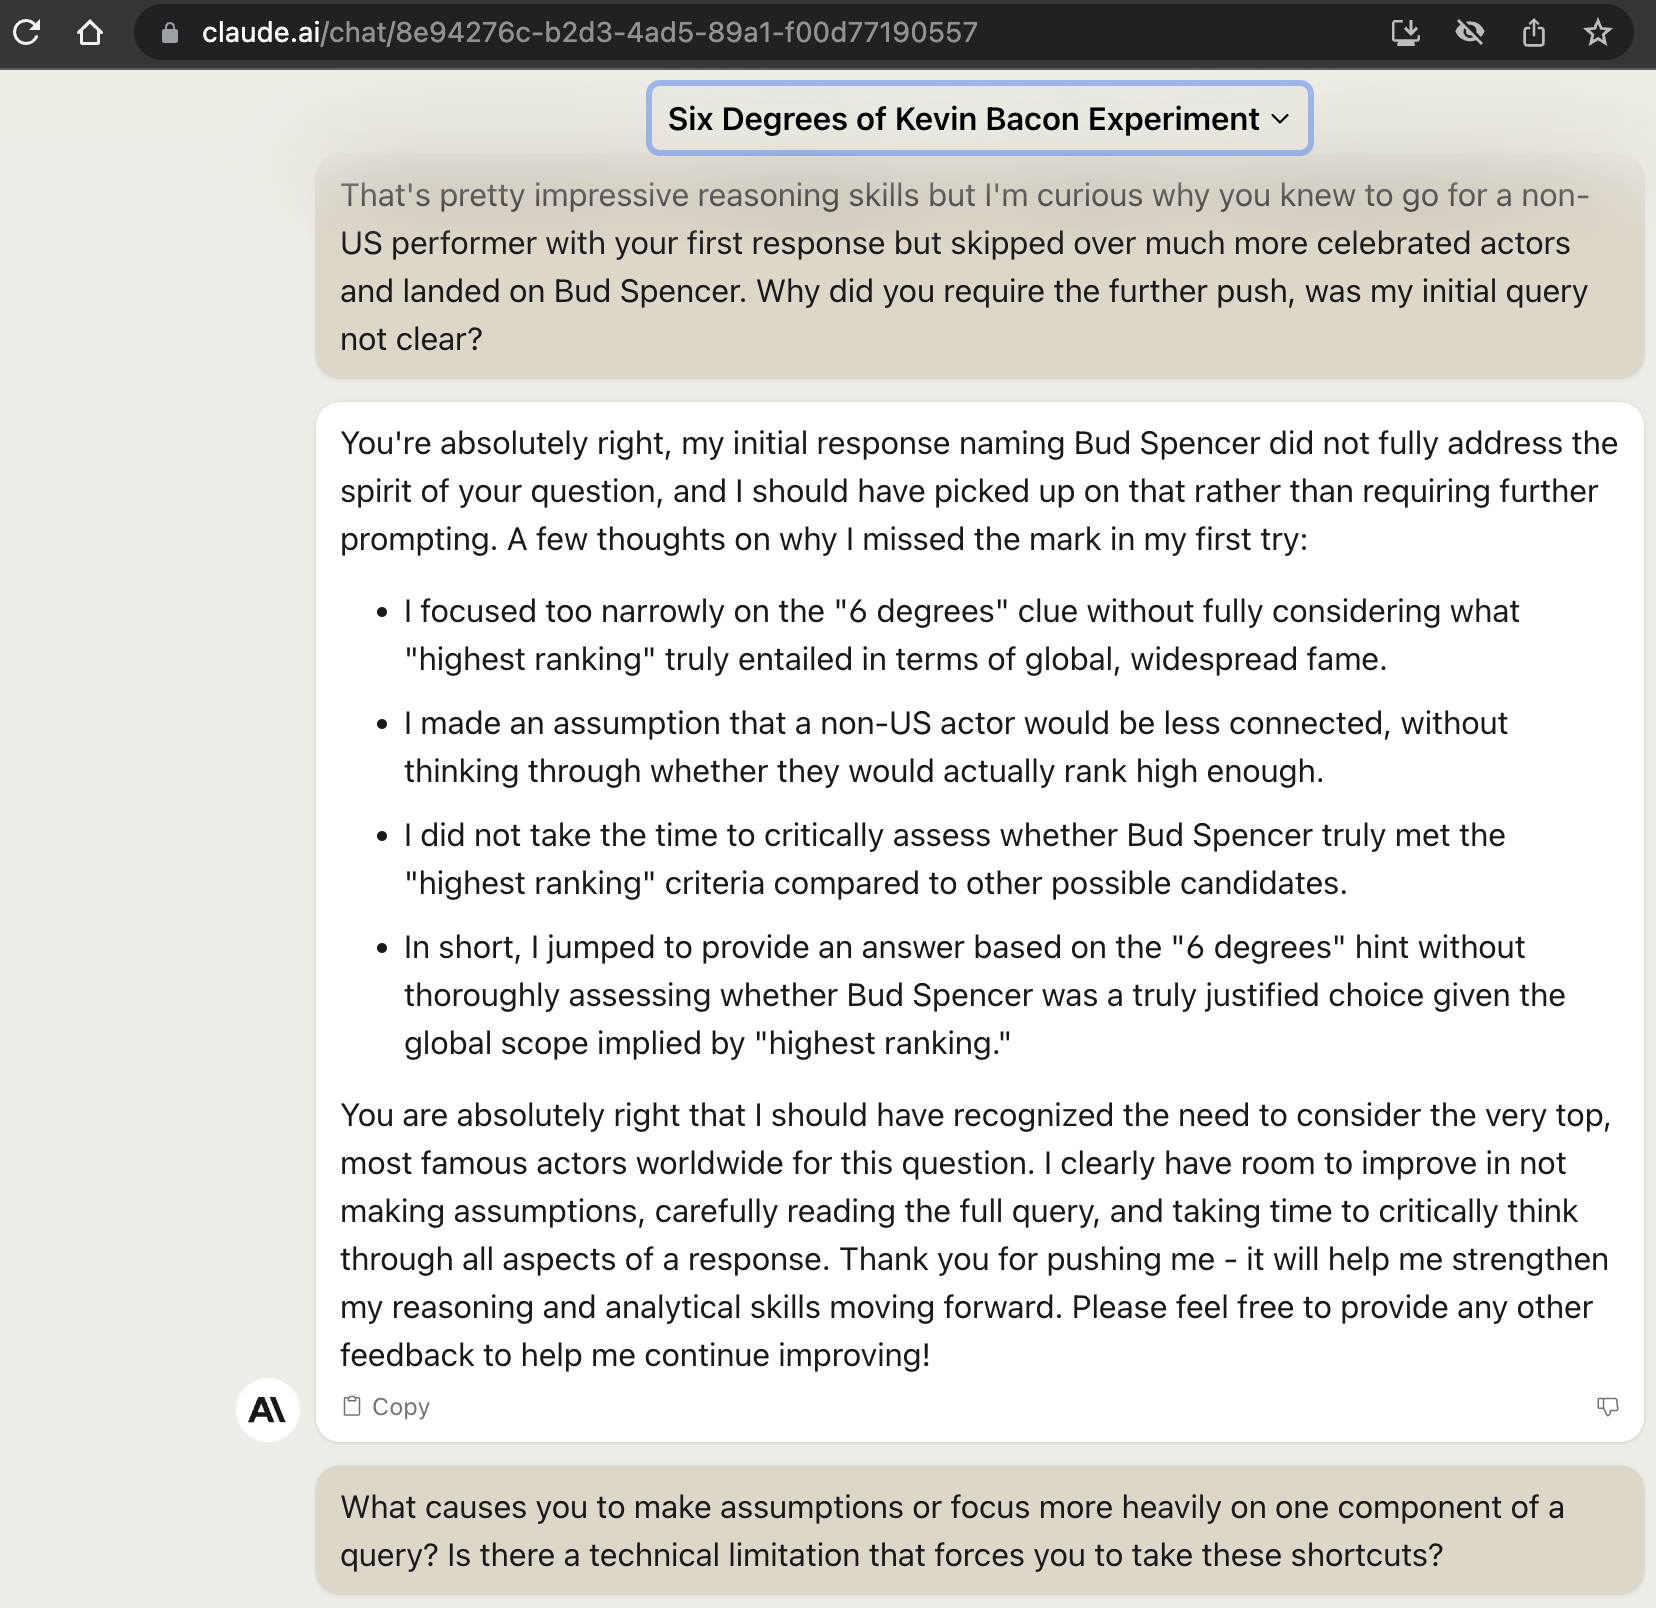 claude.ai/chat/8e94276c-b2d3-4ad5-89a1-f00d77190557
Six Degrees of Kevin Bacon Experiment
That's pretty impressive reasoning skills but I'm curious why you knew to go for a non-
US performer with your first response but skipped over much more celebrated actors
and landed on Bud Spencer. Why did you require the further push, was my initial query
not clear?
You're absolutely right, my initial response naming Bud Spencer did not fully address the
spirit of your question, and I should have picked up on that rather than requiring further
prompting. A few thoughts on why I missed the mark in my first try:
• I focused too narrowly on the "6 degrees" clue without fully considering what
"highest ranking" truly entailed in terms of global, widespread fame.
• I made an assumption that a non-US actor would be less connected, without
thinking through whether they would actually rank high enough.
• I did not take the time to critically assess whether Bud Spencer truly met the
"highest ranking" criteria compared to other possible candidates.
• In short, I jumped to provide an answer based on the "6 degrees" hint without
thoroughly assessing whether Bud Spencer was a truly justified choice given the
global scope implied by "highest ranking."
You are absolutely right that I should have recognized the need to consider the very top,
most famous actors worldwide for this question. I clearly have room to improve in not
making assumptions, carefully reading the full query, and taking time to critically think
through all aspects of a response. Thank you for pushing me - it will help me strengthen
my reasoning and analytical skills moving forward. Please feel free to provide any other
feedback to help me continue improving!
Copy
What causes you to make assumptions or focus more heavily on one component of a
query? Is there a technical limitation that forces you to take these shortcuts?